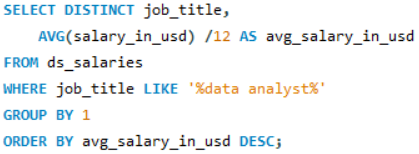 SELECT DISTINCT job_title,
AVG(salary_in_usd) /12 AS avg_salary_in_usd
FROM ds_salaries
WHERE job_title LIKE '%data analyst%'
GROUP BY 1
ORDER BY avg_salary_in_usd DESC;